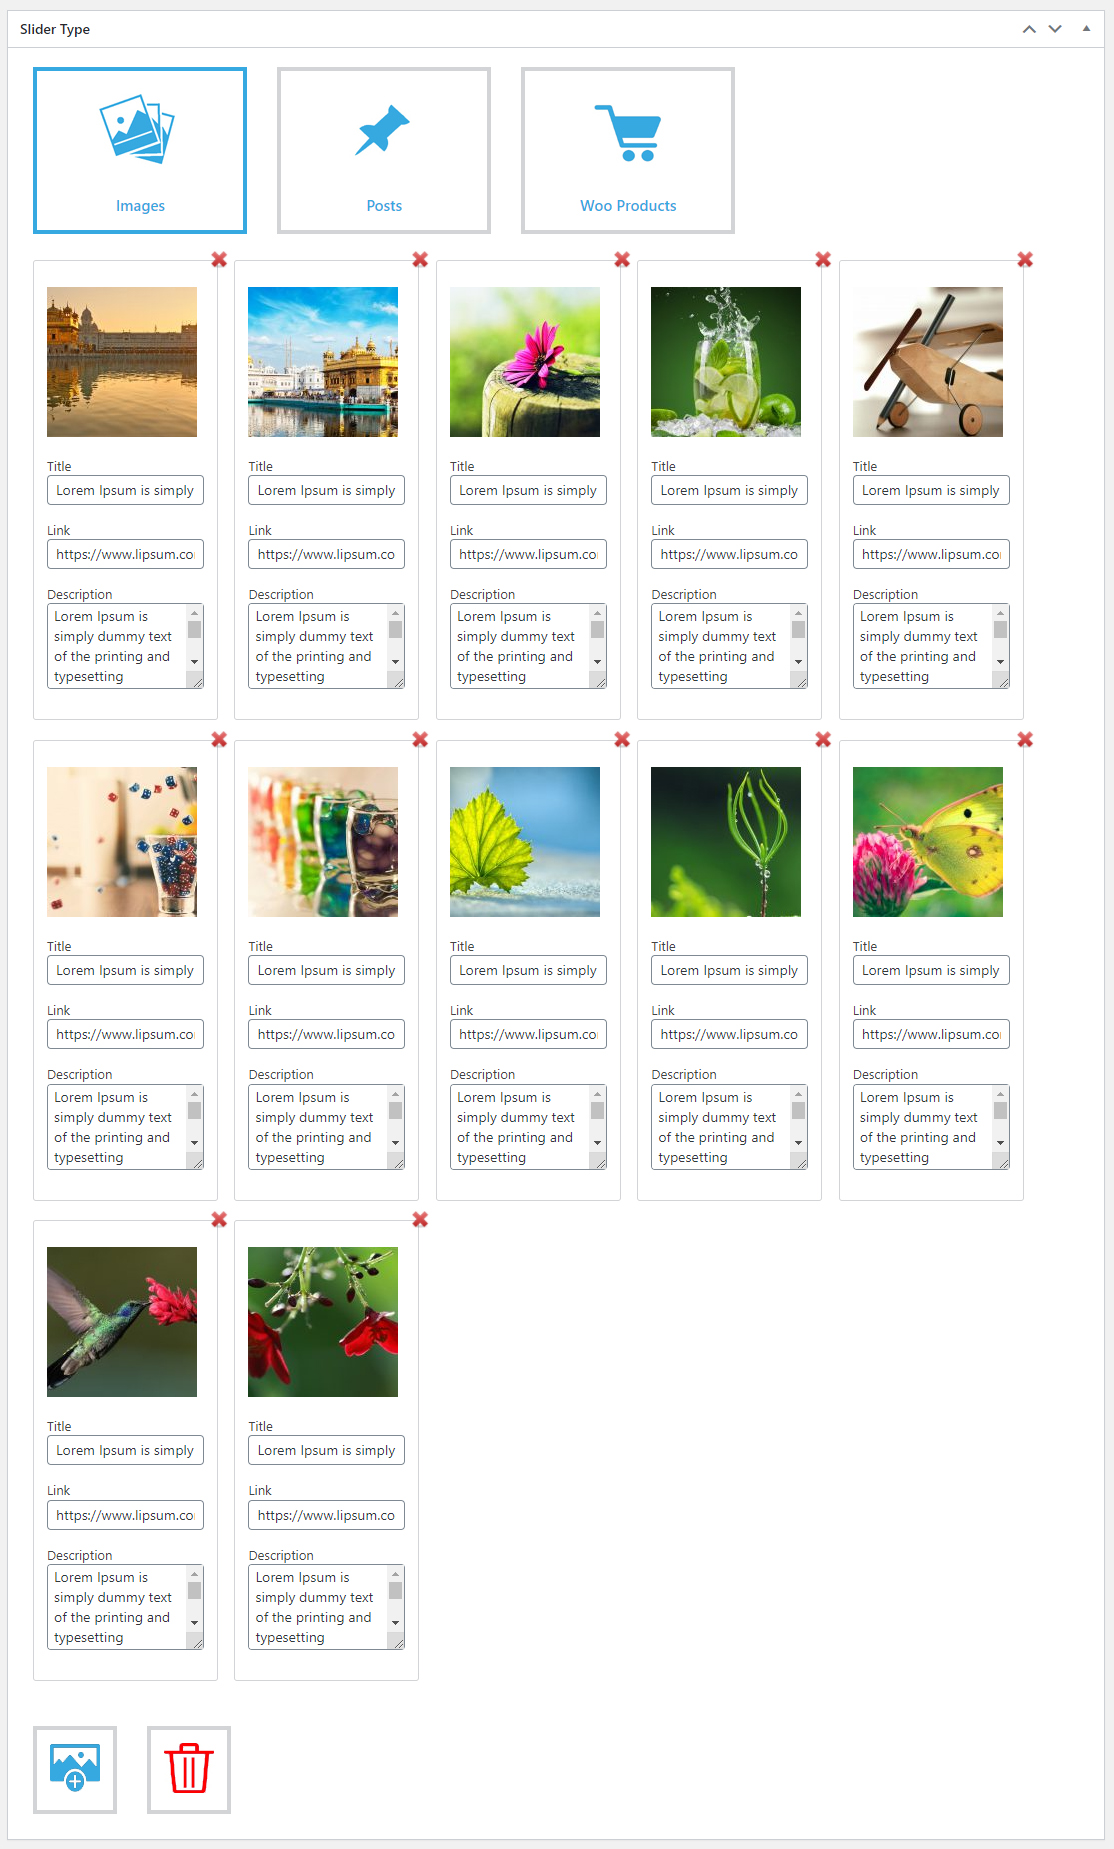 Slider Type
Images
Posts
Woo Products
Title
Title
Title
Title
Title
Lorem Ipsum is simply
Lorem Ipsum is simply
Lorem Ipsum is simply
Lorem Ipsum is simply
Lorem Ipsum is simply
Link
Link
Link
Link
Link
https://www.lipsum.co
https://www.lipsum.co
https://www.lipsum.co
https://www.lipsum.co
https://www.lipsum.co
Description
Description
Description
Description
Description
Lorem Ipsum is
simply dummy text
of the printing and
typesetting
Lorem Ipsum is
simply dummy text
of the printing and
typesetting
Lorem Ipsum is
simply dummy text
of the printing and
typesetting
Lorem Ipsum is
simply dummy text
of the printing and
typesetting
Lorem Ipsum is
simply dummy text
of the printing and
typesetting
Title
Title
Title
Title
Title
Lorem Ipsum is simply
Lorem Ipsum is simply
Lorem Ipsum is simply
Lorem Ipsum is simply
Lorem Ipsum is simply
Link
Link
Link
Link
Link
https://www.lipsum.co
https://www.lipsum.co
https://www.lipsum.co
https://www.lipsum.co
https://www.lipsum.co
Description
Description
Description
Description
Description
Lorem Ipsum is
simply dummy text
of the printing and
typesetting
Lorem Ipsum is
simply dummy text
of the printing and
typesetting
Lorem Ipsum is
simply dummy text
of the printing and
typesetting
Lorem Ipsum is
simply dummy text
of the printing and
typesetting
Lorem Ipsum is
simply dummy text
of the printing and
typesetting
Title
Title
Lorem Ipsum is simply
Lorem Ipsum is simply
Link
Link
https://www.lipsum.co
https://www.lipsum.co
Description
Description
Lorem Ipsum is
simply dummy text
of the printing and
typesetting
Lorem Ipsum is
simply dummy text
of the printing and
typesetting